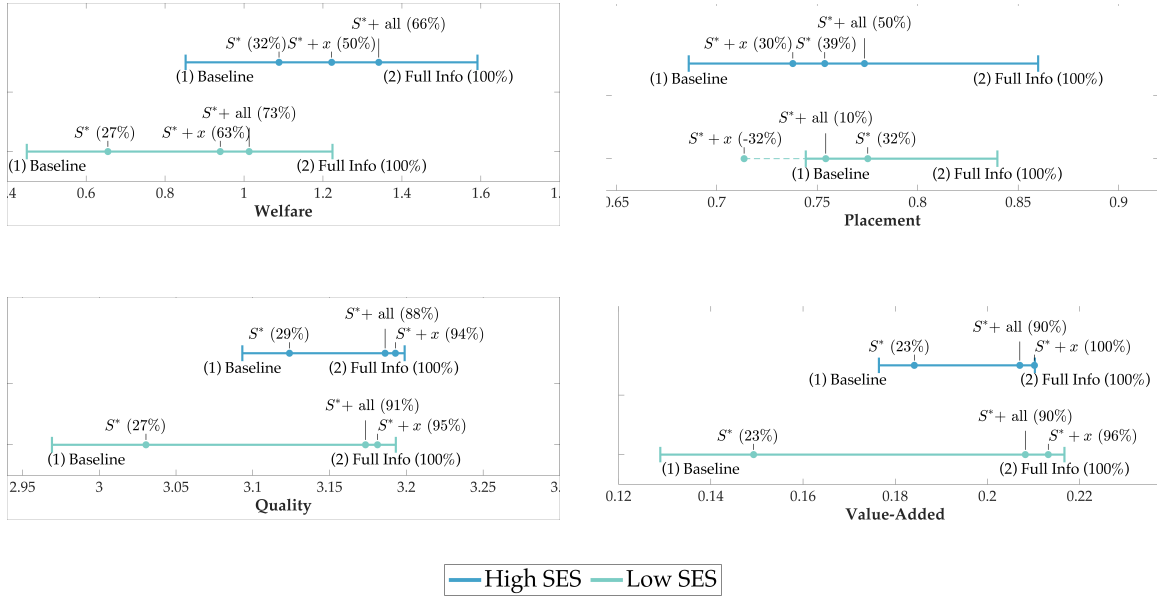 S*+ all (66%)
S* (32%) S* + x (50%)
(1) Baseline (2) Full Info (100%)
S*+ all (73%)
S* (27%) S* + x (63%)
(1) Baseline (2) Full Info (100%)
.4 0.6 0.8 1 1.2 1.4 1.6 1.
Welfare
S*+ all (50%)
S* + x (30%) S* (39%)
(1) Baseline (2) Full Info (100%)
S*+ all (10%)
S* + x (-32%) S* (32%)
(1) Baseline (2) Full Info (100%)
0.65 0.7 0.75 0.8 0.85 0.9
Placement
S*+ all (88%)
S* (29%) S* + x (94%)
(1) Baseline (2) Full Info (100%)
S*+ all (91%)
S* (27%) S* + x (95%)
(1) Baseline (2) Full Info (100%)
2.95 3 3.05 3.1 3.15 3.2 3.25 3.
Quality
S*+ all (90%)
S* (23%) S* + x (100%)
(1) Baseline (2) Full Info (100%)
S*+ all (90%)
S* (23%) S* + x (96%)
(1) Baseline (2) Full Info (100%)
0.12 0.14 0.16 0.18 0.2 0.22
Value-Added
High SES Low SES